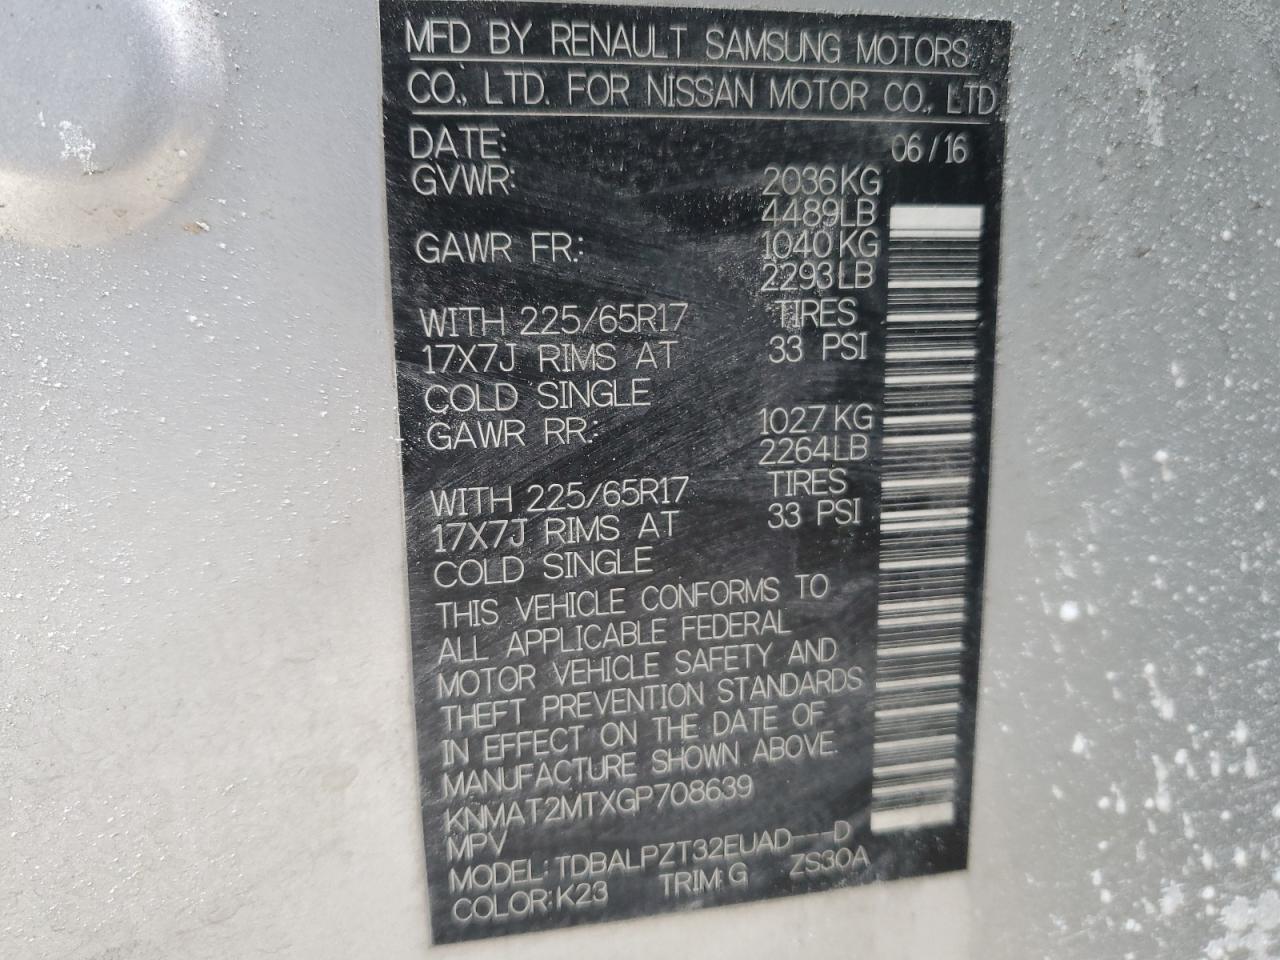 MFD BY RENAULT SAMSUNG MOTORS
CO., LTD. FOR NISSAN MOTOR CO., LTD
DATE: 06/16
GVWR: 2036KG
4489LB
GAWR FR: 1040KG
2293LB
WITH 225/65R17 TIRES
17X7J RIMS AT 33 PSI
COLD SINGLE
GAWR RR: 1027KG
2264LB
WITH 225/65R17 TIRES
17X7J RIMS AT 33 PSI
COLD SINGLE
THIS VEHICLE CONFORMS TO
ALL APPLICABLE FEDERAL
MOTOR VEHICLE SAFETY AND
THEFT PREVENTION STANDARDS
IN EFFECT ON THE DATE OF
MANUFACTURE SHOWN ABOVE.
KNMAT2MTXGP708639
MPV
MODEL: TDBALPZT32EUAD---D
COLOR: K23 TRIM: G ZS30A